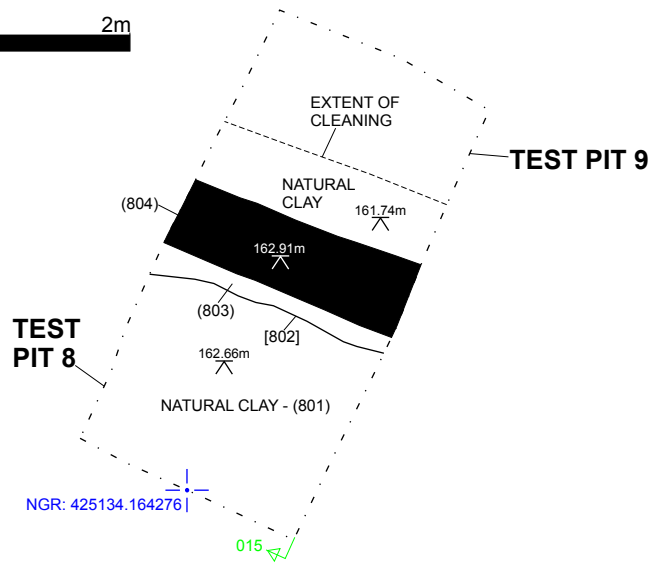 2m
EXTENT OF
CLEANING
TEST PIT 9
NATURAL
CLAY
(804)
161.74m
162.91m
(803)
[802]
TEST
PIT 8
162.66m
NATURAL CLAY - (801)
NGR: 425134.164276
015